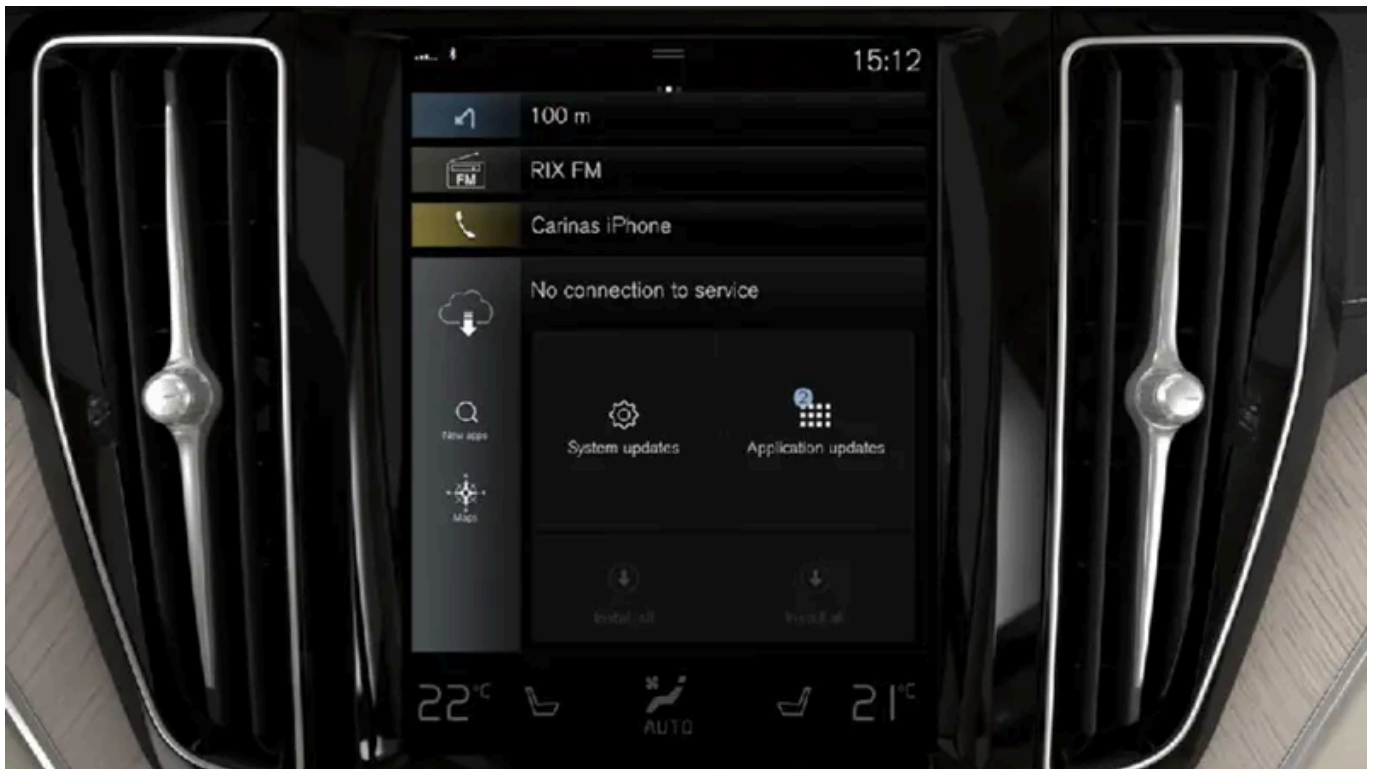 15:12
100 m
FM
RIX FM
Carinas iPhone
No connection to service
New apps
Maps
2
System updates
Application updates
Install all
Install all
22°C
AUTO
21°C